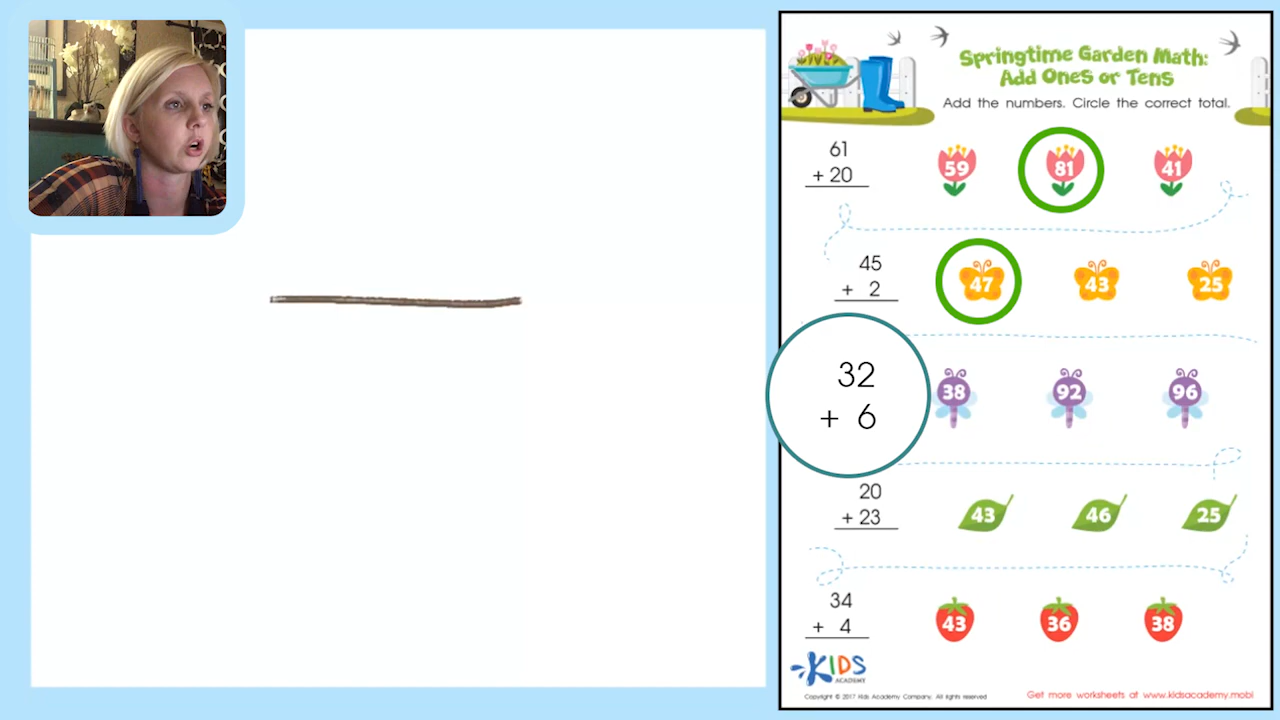 Springtime Garden Math:
Add Ones or Tens
Add the numbers. Circle the correct total.
61
+ 20
59 81 41
45
+ 2
47 43 25
32
+ 6
38 92 96
20
+ 23
43 46 25
34
+ 4
43 36 38
KIDS
ACADEMY
Copyright © 2017 Kids Academy Company. All rights reserved
Get more worksheets at www.kidsacademy.mobi